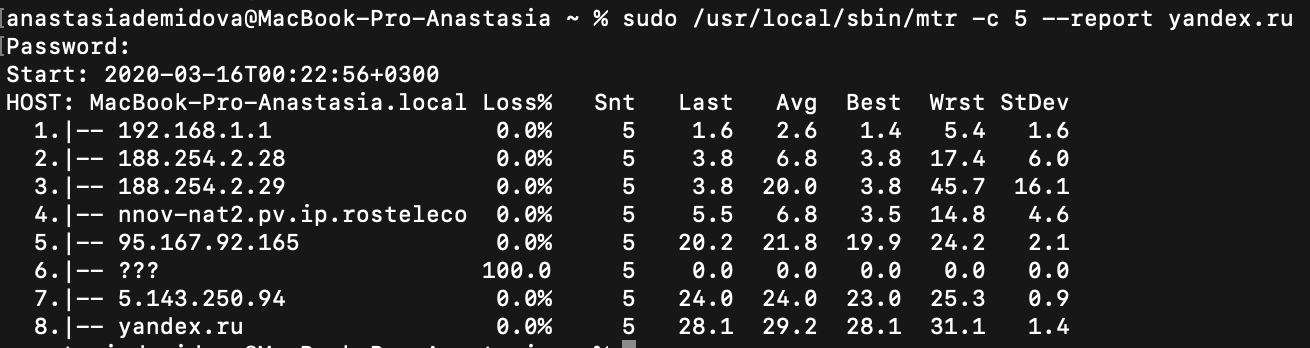 anastasiademidova@MacBook-Pro-Anastasia ~ % sudo /usr/local/sbin/mtr -c 5 --report yandex.ru
Password:
Start: 2020-03-16T00:22:56+0300
HOST: MacBook-Pro-Anastasia.local Loss%   Snt   Last   Avg  Best  Wrst StDev
  1.|-- 192.168.1.1                0.0%     5    1.6   2.6   1.4   5.4   1.6
  2.|-- 188.254.2.28               0.0%     5    3.8   6.8   3.8  17.4   6.0
  3.|-- 188.254.2.29               0.0%     5    3.8  20.0   3.8  45.7  16.1
  4.|-- nnov-nat2.pv.ip.rosteleco  0.0%     5    5.5   6.8   3.5  14.8   4.6
  5.|-- 95.167.92.165              0.0%     5   20.2  21.8  19.9  24.2   2.1
  6.|-- ???                       100.0     5    0.0   0.0   0.0   0.0   0.0
  7.|-- 5.143.250.94               0.0%     5   24.0  24.0  23.0  25.3   0.9
  8.|-- yandex.ru                  0.0%     5   28.1  29.2  28.1  31.1   1.4